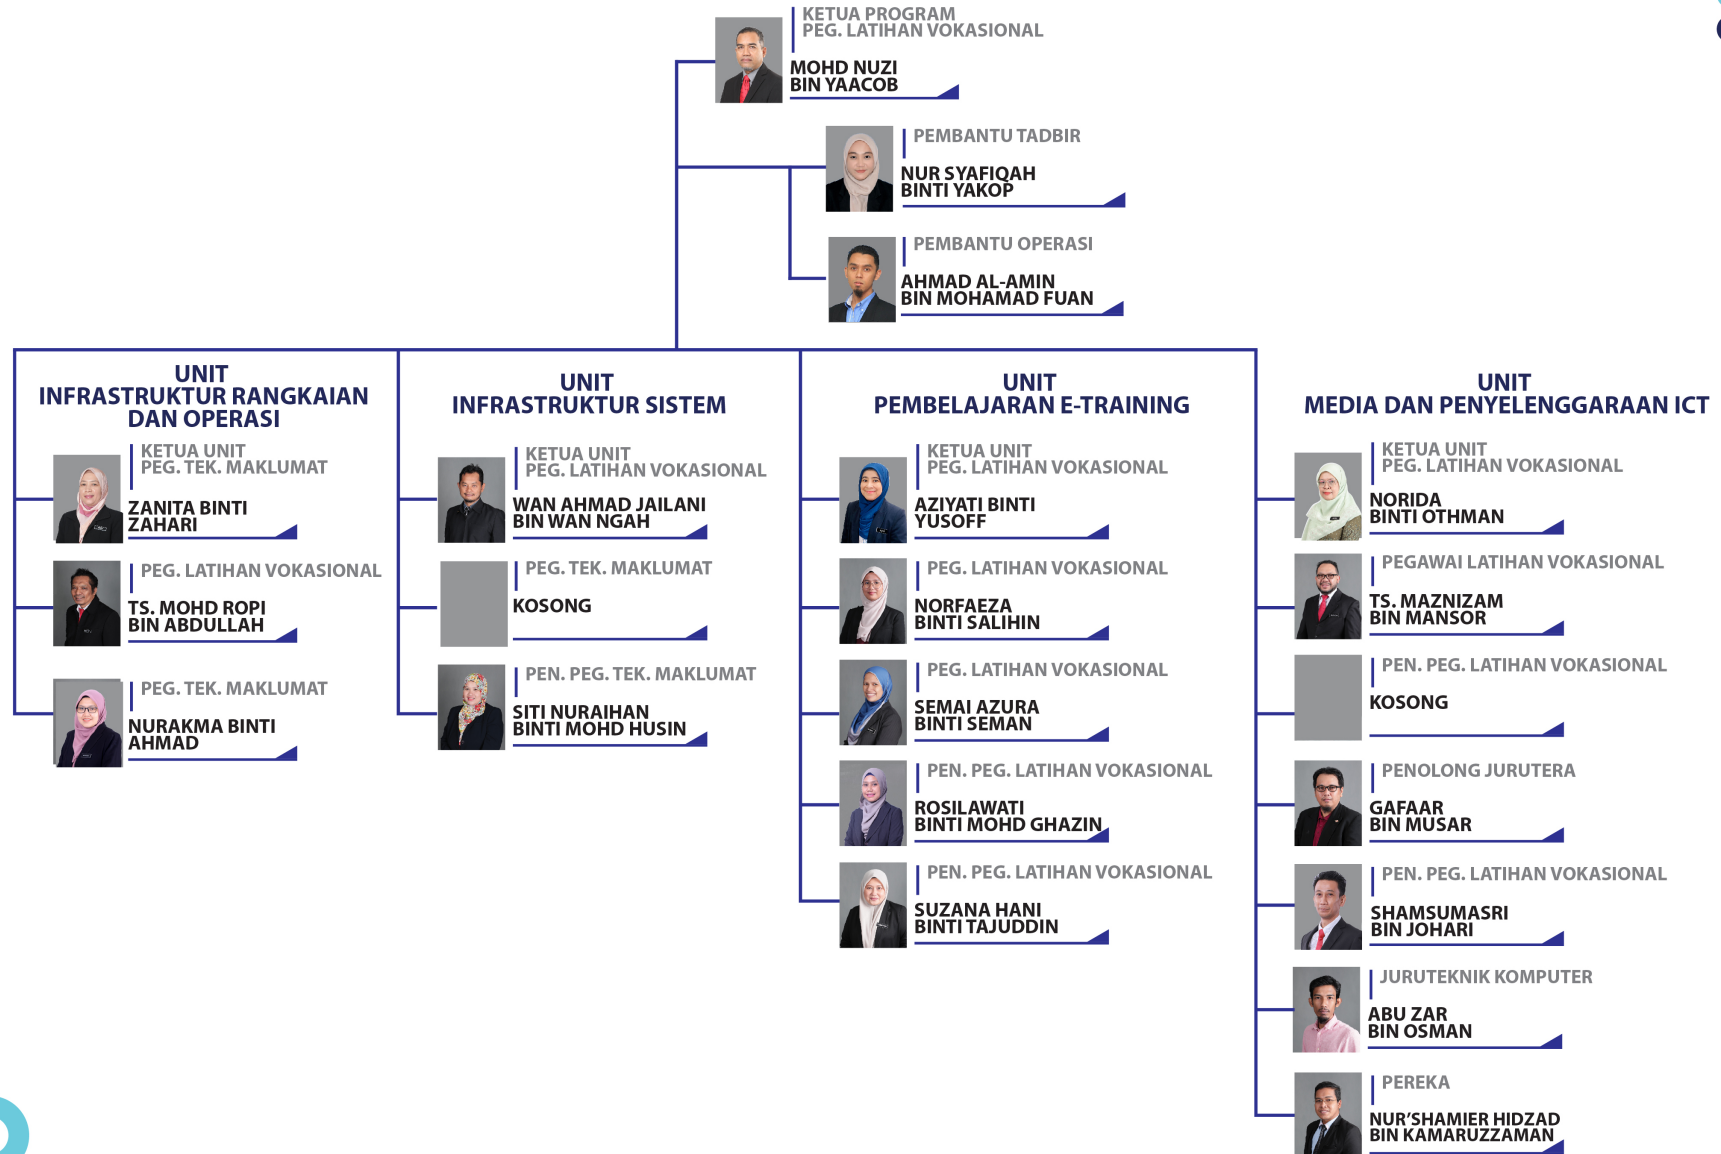 KETUA PROGRAM
PEG. LATIHAN VOKASIONAL
MOHD NUZI
BIN YAACOB
PEMBANTU TADBIR
NUR SYAFIQAH
BINTI YAKOP
PEMBANTU OPERASI
AHMAD AL-AMIN
BIN MOHAMAD FUAN
UNIT
INFRASTRUKTUR RANGKAIAN
DAN OPERASI
KETUA UNIT
PEG. TEK. MAKLUMAT
ZANITA BINTI
ZAHARI
PEG. LATIHAN VOKASIONAL
TS. MOHD ROPI
BIN ABDULLAH
PEG. TEK. MAKLUMAT
NURAKMA BINTI
AHMAD
UNIT
INFRASTRUKTUR SISTEM
KETUA UNIT
PEG. LATIHAN VOKASIONAL
WAN AHMAD JAILANI
BIN WAN NGAH
PEG. TEK. MAKLUMAT
KOSONG
PEN. PEG. TEK. MAKLUMAT
SITI NURAIHAN
BINTI MOHD HUSIN
UNIT
PEMBELAJARAN E-TRAINING
KETUA UNIT
PEG. LATIHAN VOKASIONAL
AZIYATI BINTI
YUSOFF
PEG. LATIHAN VOKASIONAL
NORFAEZA
BINTI SALIHIN
PEG. LATIHAN VOKASIONAL
SEMAI AZURA
BINTI SEMAN
PEN. PEG. LATIHAN VOKASIONAL
ROSILAWATI
BINTI MOHD GHAZIN
PEN. PEG. LATIHAN VOKASIONAL
SUZANA HANI
BINTI TAJUDDIN
UNIT
MEDIA DAN PENYELENGGARAAN ICT
KETUA UNIT
PEG. LATIHAN VOKASIONAL
NORIDA
BINTI OTHMAN
PEGAWAI LATIHAN VOKASIONAL
TS. MAZNIZAM
BIN MANSOR
PEN. PEG. LATIHAN VOKASIONAL
KOSONG
PENOLONG JURUTERA
GAFAAR
BIN MUSAR
PEN. PEG. LATIHAN VOKASIONAL
SHAMSUMASRI
BIN JOHARI
JURUTEKNIK KOMPUTER
ABU ZAR
BIN OSMAN
PEREKA
NUR'SHAMIER HIDZAD
BIN KAMARUZZAMAN